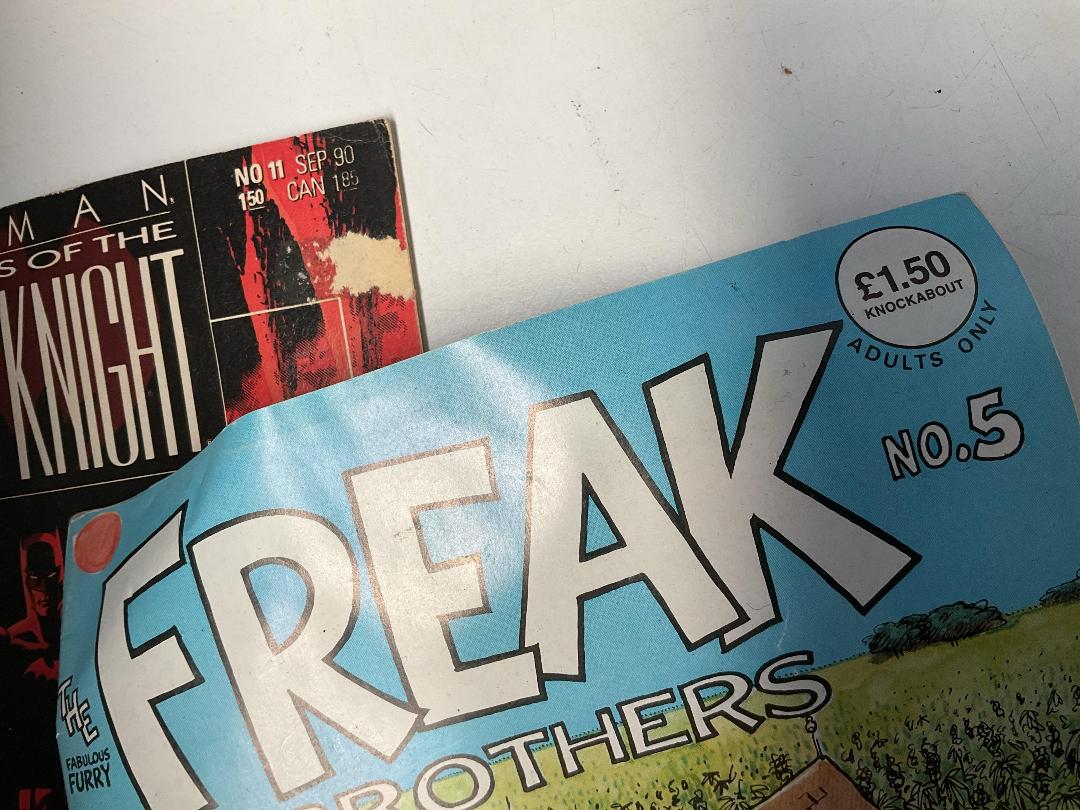 MAN
S OF THE
KNIGHT
NO 11 SEP 90
150 CAN 185
£1.50
KNOCKABOUT
ADULTS ONLY
NO.5
THE
FABULOUS
FURRY
FREAK
BROTHERS